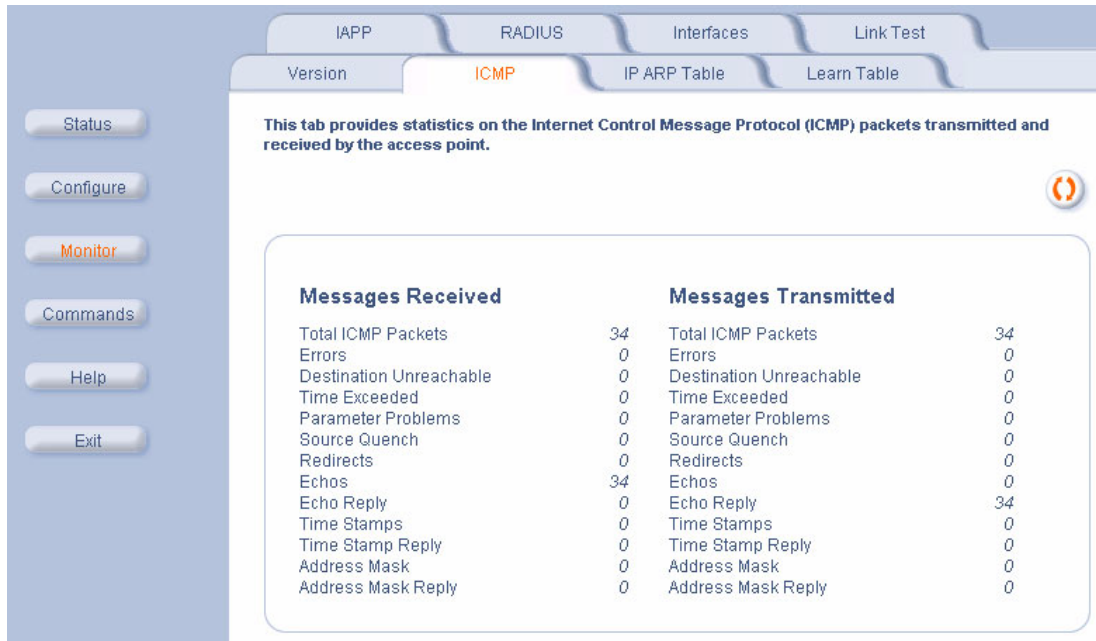 IAPP RADIUS Interfaces Link Test
Version ICMP IP ARP Table Learn Table
Status
Configure
Monitor
Commands
Help
Exit
This tab provides statistics on the Internet Control Message Protocol (ICMP) packets transmitted and
received by the access point.
Messages Received Messages Transmitted
Total ICMP Packets 34 Total ICMP Packets 34
Errors 0 Errors 0
Destination Unreachable 0 Destination Unreachable 0
Time Exceeded 0 Time Exceeded 0
Parameter Problems 0 Parameter Problems 0
Source Quench 0 Source Quench 0
Redirects 0 Redirects 0
Echos 34 Echos 0
Echo Reply 0 Echo Reply 34
Time Stamps 0 Time Stamps 0
Time Stamp Reply 0 Time Stamp Reply 0
Address Mask 0 Address Mask 0
Address Mask Reply 0 Address Mask Reply 0